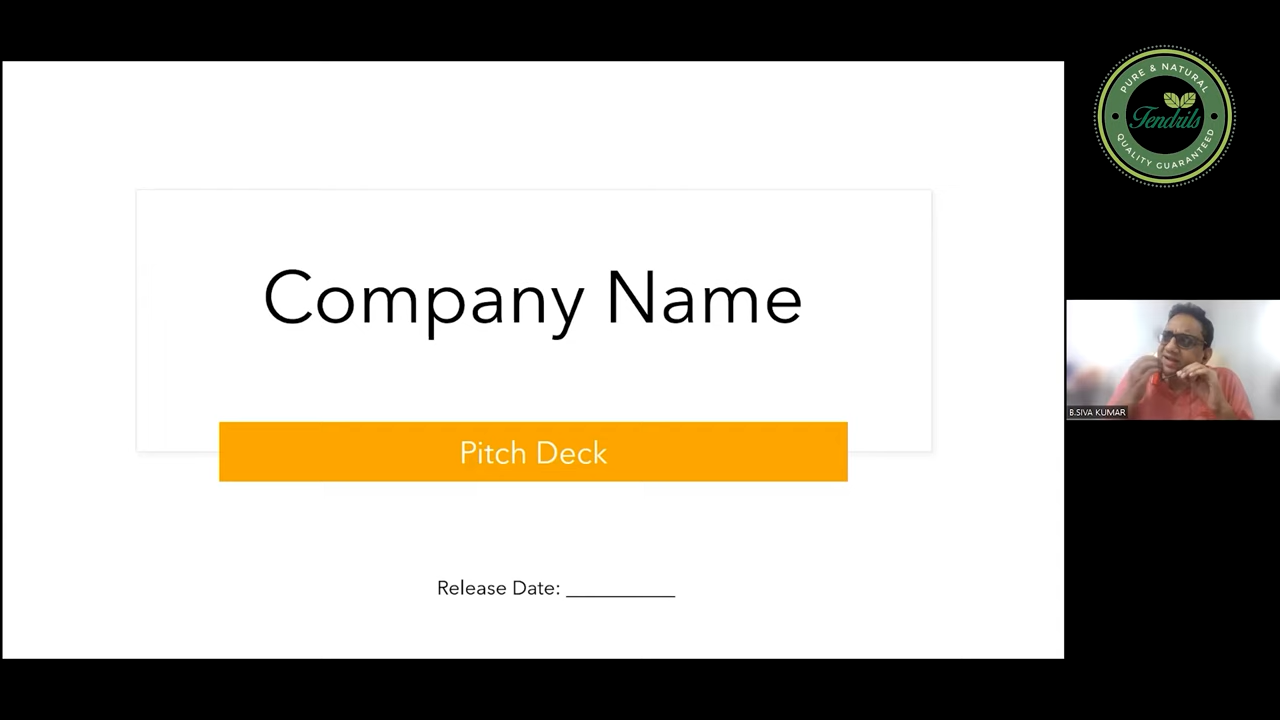 Company Name
Pitch Deck
Release Date: ___________
PURE & NATURAL
Tendrils
QUALITY GUARANTEED
B.SIVA KUMAR